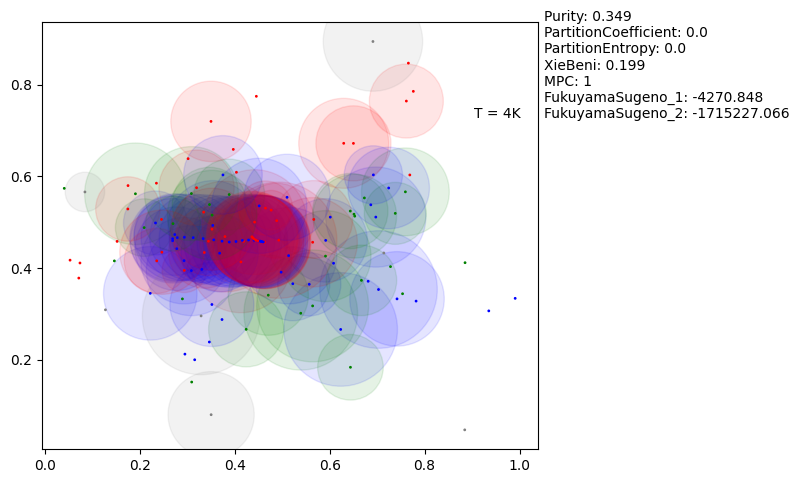 Purity: 0.349
PartitionCoefficient: 0.0
PartitionEntropy: 0.0
XieBeni: 0.199
MPC: 1
FukuyamaSugeno_1: -4270.848
FukuyamaSugeno_2: -1715227.066
T = 4K
0.8
0.6
0.4
0.2
0.0 0.2 0.4 0.6 0.8 1.0